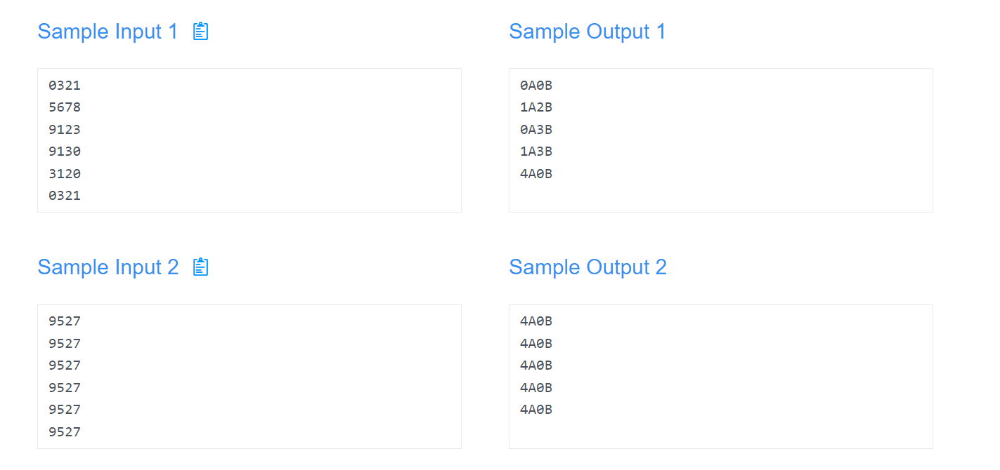 Sample Input 1
Sample Output 1
0321
5678
9123
9130
3120
0321
0A0B
1A2B
0A3B
1A3B
4A0B
Sample Input 2
Sample Output 2
9527
9527
9527
9527
9527
9527
4A0B
4A0B
4A0B
4A0B
4A0B